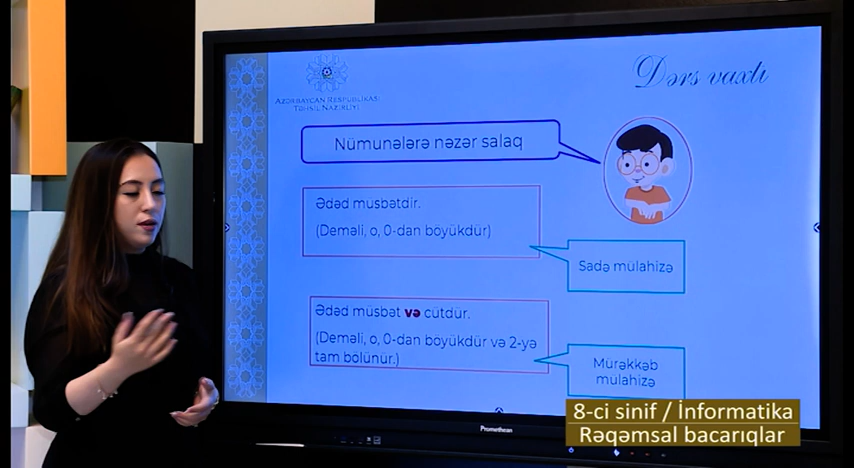 Dərs vaxtı
AZƏRBAYCAN RESPUBLİKASI
TƏHSİL NAZİRLİYİ
Nümunələrə nəzər salaq
Ədəd müsbətdir.
(Deməli, o, 0-dan böyükdür)
Sadə mülahizə
Ədəd müsbət və cütdür.
(Deməli, o, 0-dan böyükdür və 2-yə
tam bölünür.)
Mürəkkəb
mülahizə
8-ci sinif / İnformatika
Rəqəmsal bacarıqlar
Promethean